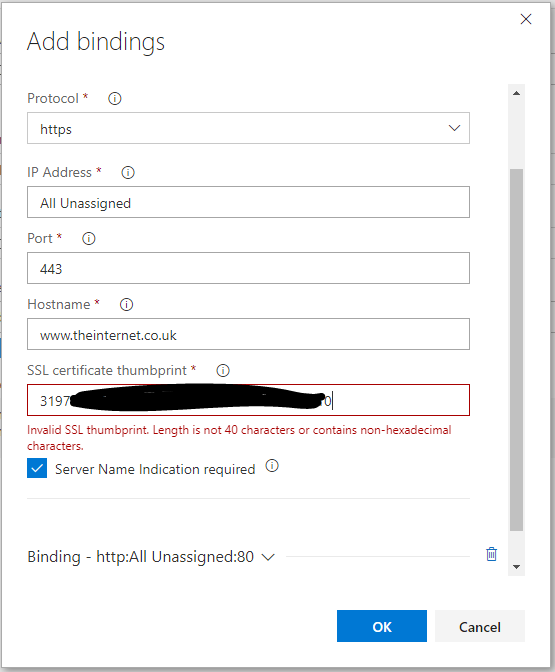 Add bindings
Protocol *
https
IP Address *
All Unassigned
Port *
443
Hostname *
www.theinternet.co.uk
SSL certificate thumbprint *
3197 0
Invalid SSL thumbprint. Length is not 40 characters or contains non-hexadecimal
characters.
Server Name Indication required
Binding - http:All Unassigned:80
OK Cancel